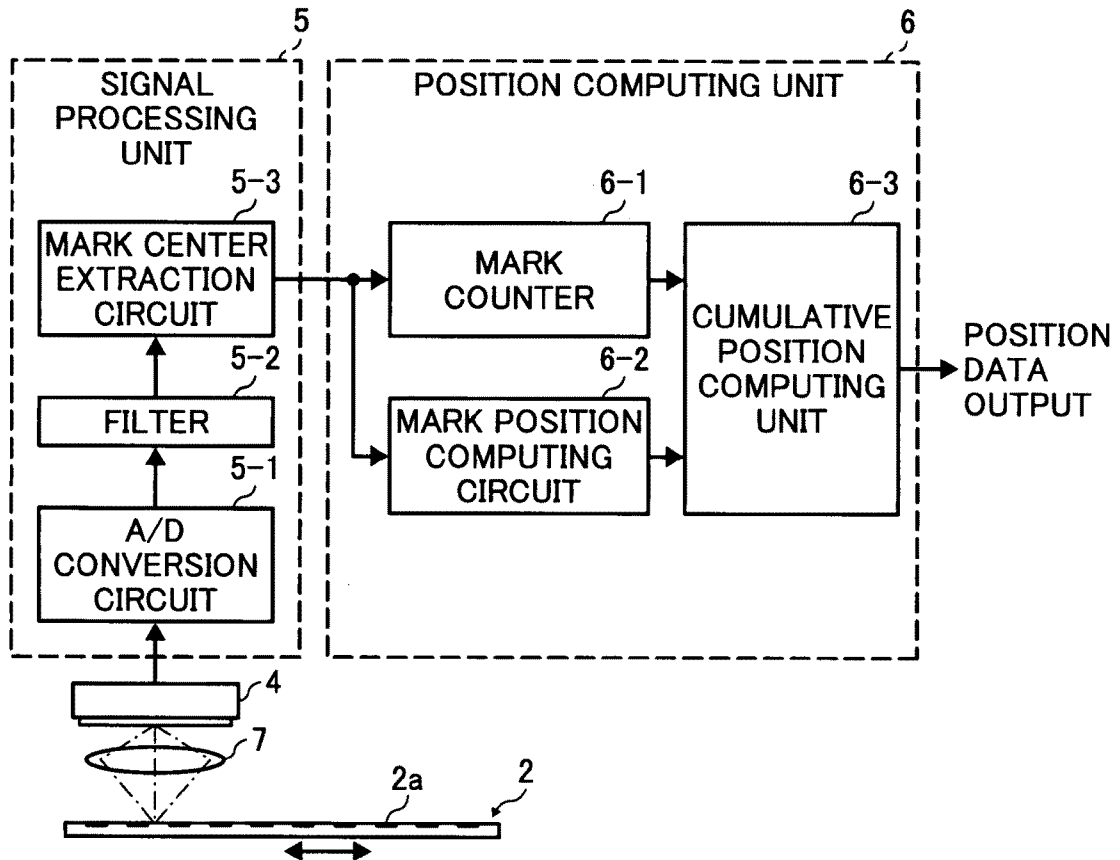 5
6
SIGNAL
PROCESSING
UNIT
POSITION COMPUTING UNIT
5-3
MARK CENTER
EXTRACTION
CIRCUIT
6-1
MARK
COUNTER
6-3
CUMULATIVE
POSITION
COMPUTING
UNIT
POSITION
DATA
OUTPUT
5-2
FILTER
6-2
MARK POSITION
COMPUTING
CIRCUIT
5-1
A/D
CONVERSION
CIRCUIT
4
7
2a
2